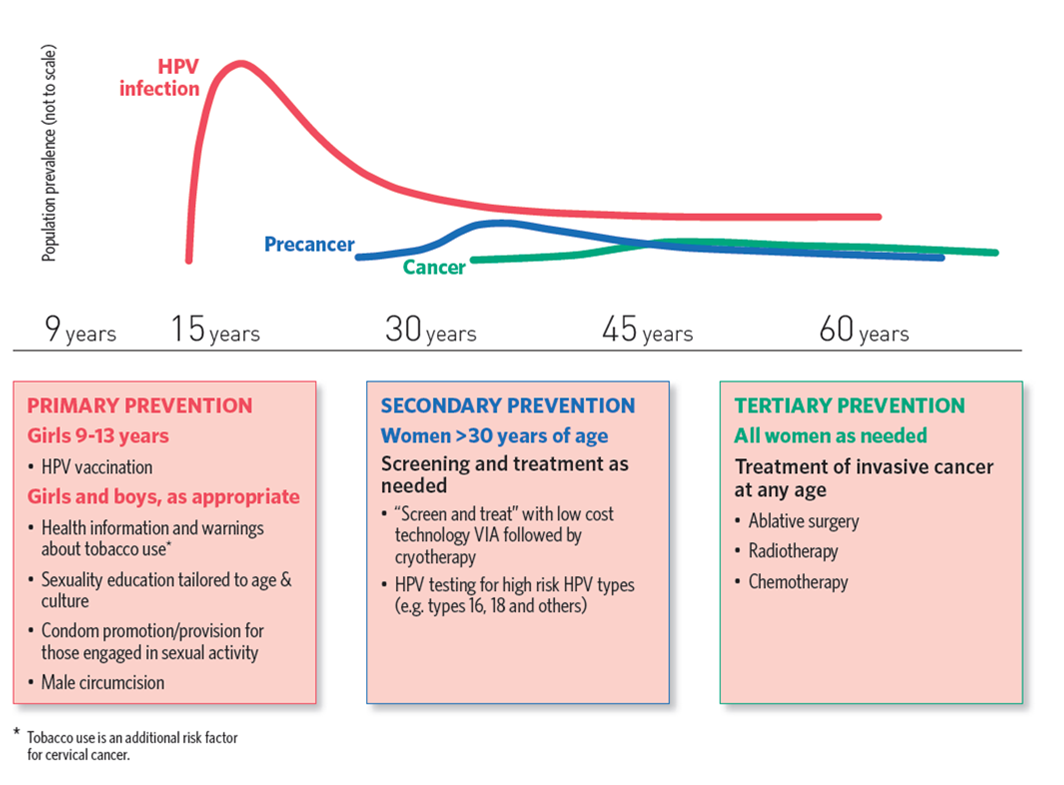 Population prevalence (not to scale)
HPV
infection
Precancer
Cancer
9 years
15 years
30 years
45 years
60 years
PRIMARY PREVENTION
Girls 9-13 years
• HPV vaccination
Girls and boys, as appropriate
• Health information and warnings
about tobacco use*
• Sexuality education tailored to age &
culture
• Condom promotion/provision for
those engaged in sexual activity
• Male circumcision
SECONDARY PREVENTION
Women >30 years of age
Screening and treatment as
needed
• “Screen and treat” with low cost
technology VIA followed by
cryotherapy
• HPV testing for high risk HPV types
(e.g. types 16, 18 and others)
TERTIARY PREVENTION
All women as needed
Treatment of invasive cancer
at any age
• Ablative surgery
• Radiotherapy
• Chemotherapy
* Tobacco use is an additional risk factor
for cervical cancer.